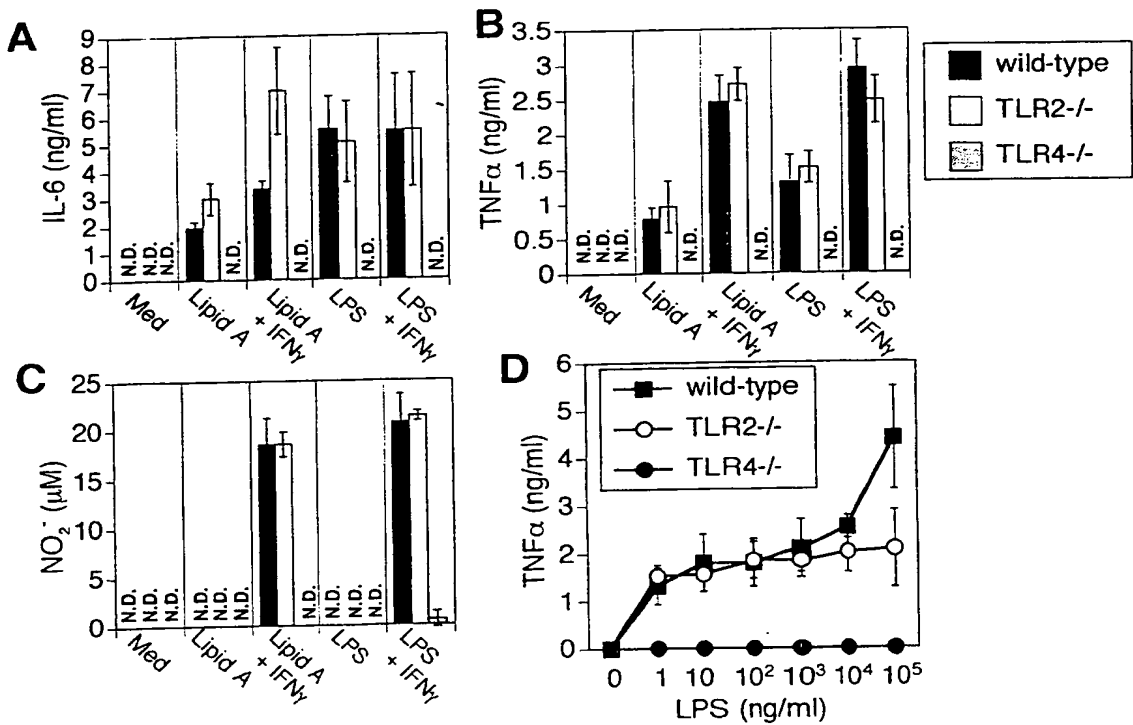 A
IL-6 (ng/ml)
9
8
7
6
5
4
3
2
1
0
N.D.
N.D.
N.D.
N.D.
N.D.
N.D.
N.D.
Med
Lipid A
Lipid A + IFNγ
LPS
LPS + IFNγ
B
TNFα (ng/ml)
3.5
3
2.5
2
1.5
1
0.5
0
N.D.
N.D.
N.D.
N.D.
N.D.
N.D.
N.D.
Med
Lipid A
Lipid A + IFNγ
LPS
LPS + IFNγ
wild-type
TLR2-/-
TLR4-/-
C
NO₂⁻ (μM)
25
20
15
10
5
0
N.D.
N.D.
N.D.
N.D.
N.D.
N.D.
N.D.
N.D.
N.D.
N.D.
Med
Lipid A
Lipid A + IFNγ
LPS
LPS + IFNγ
D
TNFα (ng/ml)
6
5
4
3
2
1
0
wild-type
TLR2-/-
TLR4-/-
0 1 10 10² 10³ 10⁴ 10⁵
LPS (ng/ml)